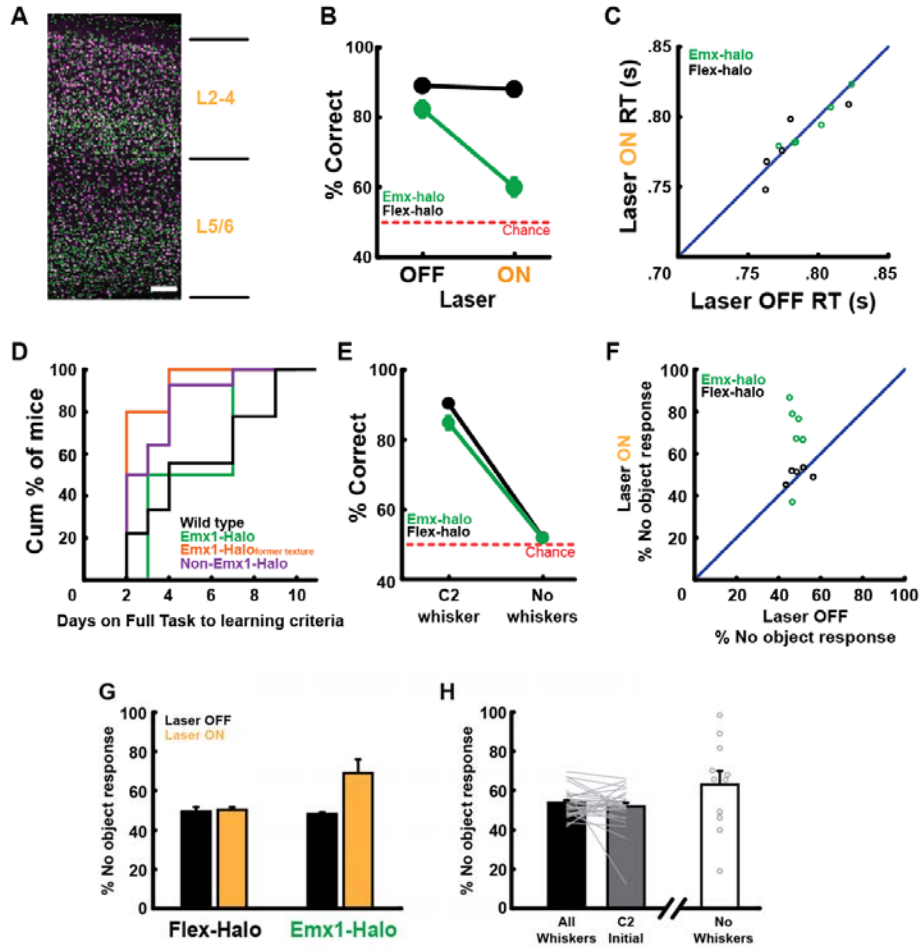 A
L2-4
L5/6
B
100
80
60
40
% Correct
Emx-halo
Flex-halo
Chance
OFF
ON
Laser
C
.85
.80
.75
.70
.75
.80
.85
Laser ON RT (s)
Emx-halo
Flex-halo
Laser OFF RT (s)
D
100
80
60
40
20
Cum % of mice
Wild type
Emx1-Halo
Emx1-Halo former texture
Non-Emx1-Halo
0
2
4
6
8
10
Days on Full Task to learning criteria
E
100
80
60
40
% Correct
Emx-halo
Flex-halo
Chance
C2 whisker
No whiskers
F
100
80
60
40
20
Laser ON
% No object response
Emx-halo
Flex-halo
0
20
40
60
80
100
Laser OFF
% No object response
G
100
80
60
40
20
0
% No object response
Laser OFF
Laser ON
Flex-Halo
Emx1-Halo
H
100
80
60
40
20
0
% No object response
All Whiskers
C2 Initial
No Whiskers